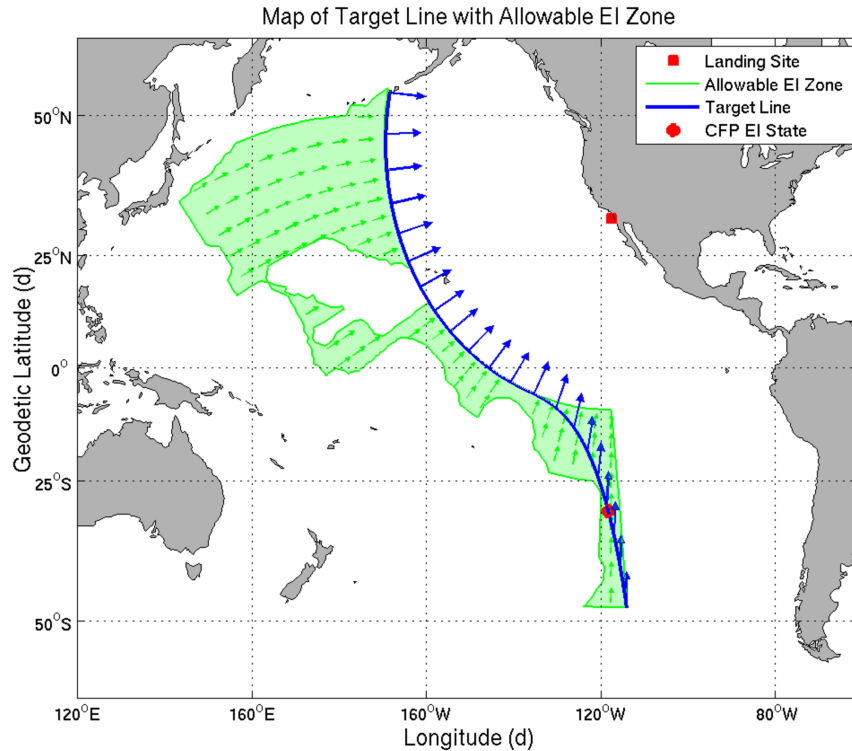 Map of Target Line with Allowable EI Zone
Landing Site
Allowable EI Zone
Target Line
CFP EI State
Geodetic Latitude (d)
50°N
25°N
0°
25°S
50°S
120°E
160°E
160°W
120°W
80°W
Longitude (d)